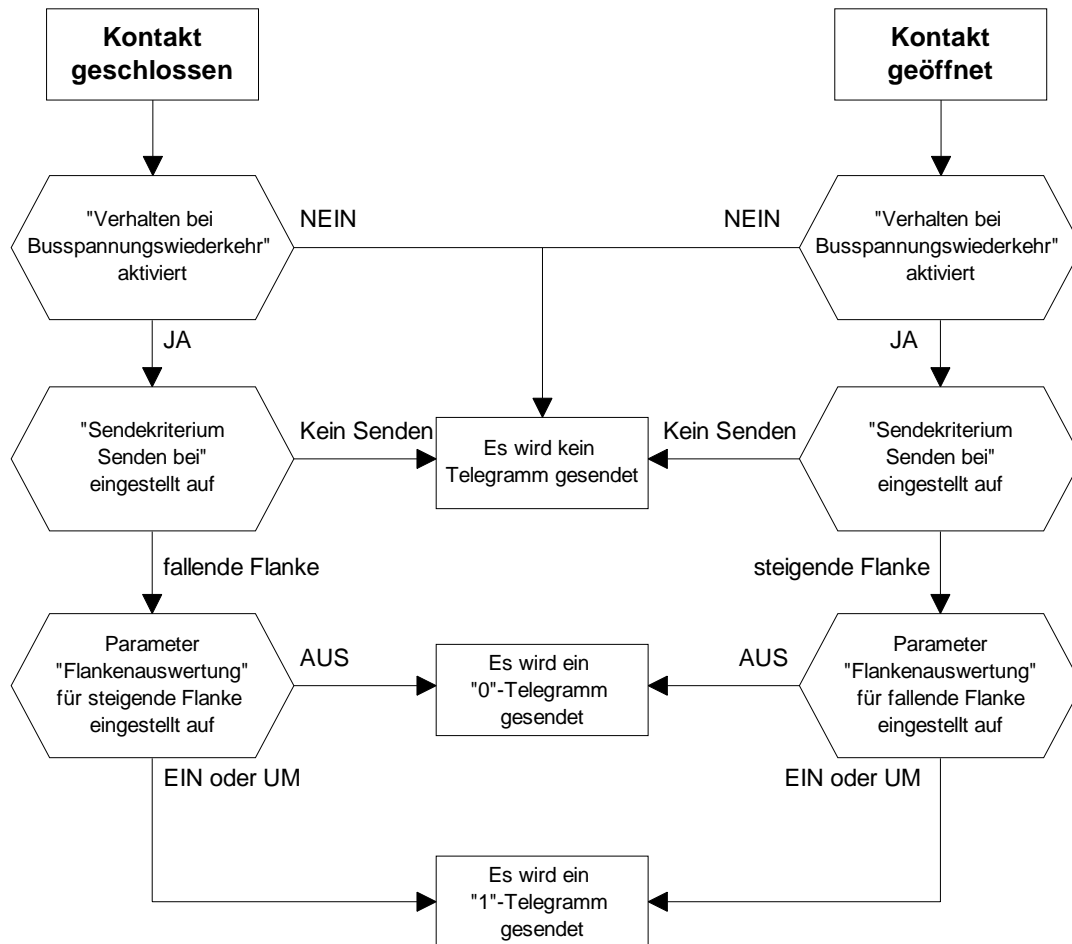 Kontakt
geschlossen
Kontakt
geöffnet
"Verhalten bei
Busspannungswiederkehr"
aktiviert
NEIN
NEIN
"Verhalten bei
Busspannungswiederkehr"
aktiviert
JA
JA
"Sendekriterium
Senden bei"
eingestellt auf
Kein Senden
Es wird kein
Telegramm gesendet
Kein Senden
"Sendekriterium
Senden bei"
eingestellt auf
fallende Flanke
steigende Flanke
Parameter
"Flankenauswertung"
für steigende Flanke
eingestellt auf
AUS
Es wird ein
"0"-Telegramm
gesendet
AUS
Parameter
"Flankenauswertung"
für fallende Flanke
eingestellt auf
EIN oder UM
EIN oder UM
Es wird ein
"1"-Telegramm
gesendet